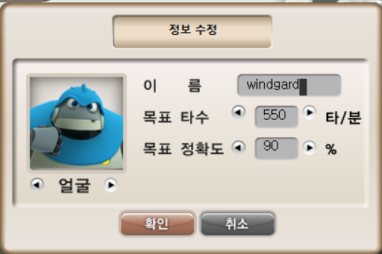 정보 수정
이 름 windgard
목표 타수 550 타/분
목표 정확도 90 %
얼굴
확인 취소